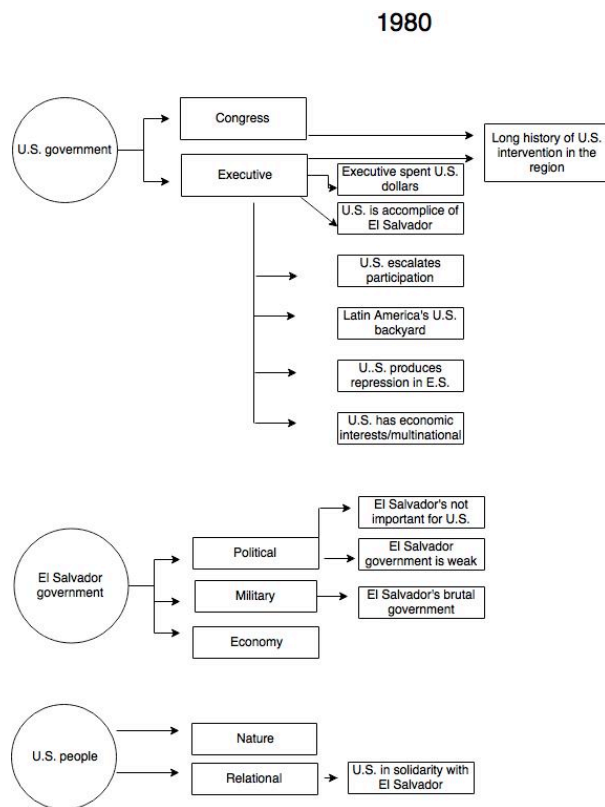 1980
U.S. government
Congress
Executive
Long history of U.S.
intervention in the
region
Executive spent U.S.
dollars
U.S. is accomplice of
El Salvador
U.S. escalates
participation
Latin America's U.S.
backyard
U..S. produces
repression in E.S.
U.S. has economic
interests/multinational
El Salvador
government
Political
Military
Economy
El Salvador's not
important for U.S.
El Salvador
government is weak
El Salvador's brutal
government
U.S. people
Nature
Relational
U.S. in solidarity with
El Salvador